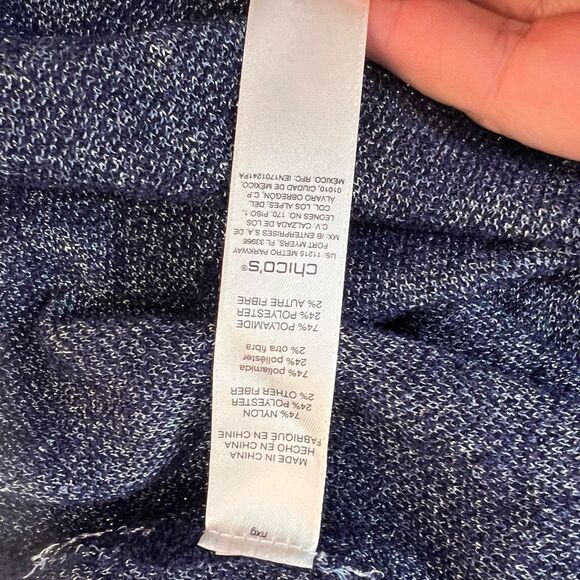 MADE IN CHINA
HECHO EN CHINA
FABRIQUE EN CHINE
74% NYLON
24% POLYESTER
2% OTHER FIBER
74% poliamida
24% poliéster
2% otra fibra
74% POLYAMIDE
24% POLYESTER
2% AUTRE FIBRE
chico's®
US: 11215 METRO PARKWAY
FORT MYERS, FL 33966
MX: IB ENTERPRISES S.A. DE
C.V. CALZADA DE LOS
LEONES NO. 170, PISO 1,
COL. LOS ALPES, DEL.
ALVARO OBREGON, C.P.
01010, CIUDAD DE MEXICO,
MEXICO. RFC: IEN1701241PA